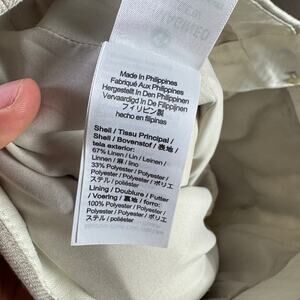 Made In Philippines
Fabriqué Aux Philippines
Hergestellt In Den Philippinen
Vervaardigd In De Filippijnen
フィリピン製
hecho en filipinas
Shell / Tissu Principal /
Shell / Bovenstof / 表地 /
tela exterior:
67% Linen / Lin / Leinen /
Linnen / 麻 / lino
33% Polyester / Polyester /
Polyester / Polyester / ポリエ
ステル / poliéster
Lining / Doublure / Futter
/ Voering / 裏地 / forro:
100% Polyester / Polyester /
Polyester / Polyester / ポリエ
ステル / poliéster